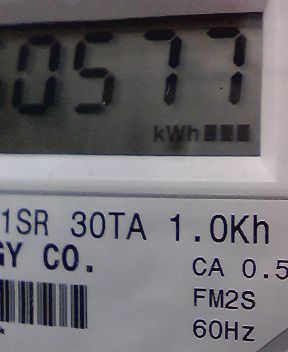 0577
kWh
1SR 30TA 1.0Kh
GY CO.
CA 0.5
FM2S
60Hz